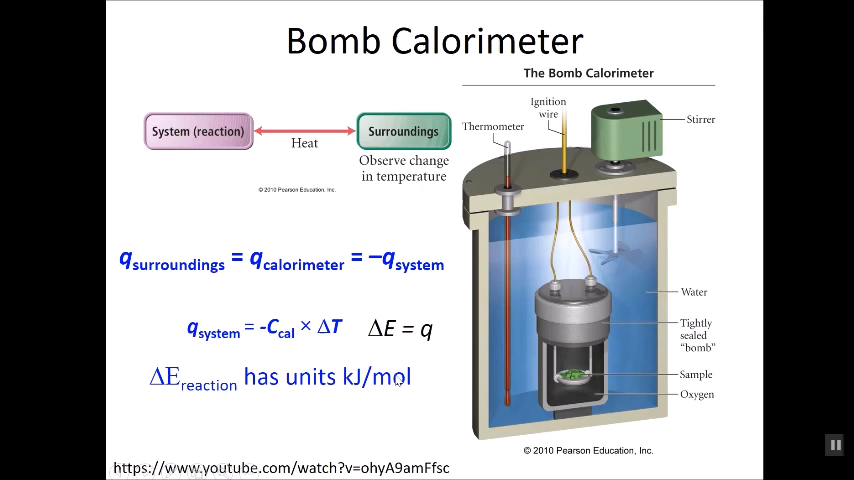 Bomb Calorimeter
The Bomb Calorimeter
System (reaction)
Heat
Surroundings
Observe change
in temperature
© 2010 Pearson Education, Inc.
Thermometer
Ignition
wire
Stirrer
Water
Tightly
sealed
“bomb”
Sample
Oxygen
© 2010 Pearson Education, Inc.
qsurroundings = qcalorimeter = –qsystem
qsystem = -Ccal × ΔT
ΔE = q
ΔEreaction has units kJ/mol
https://www.youtube.com/watch?v=ohyA9amFfsc